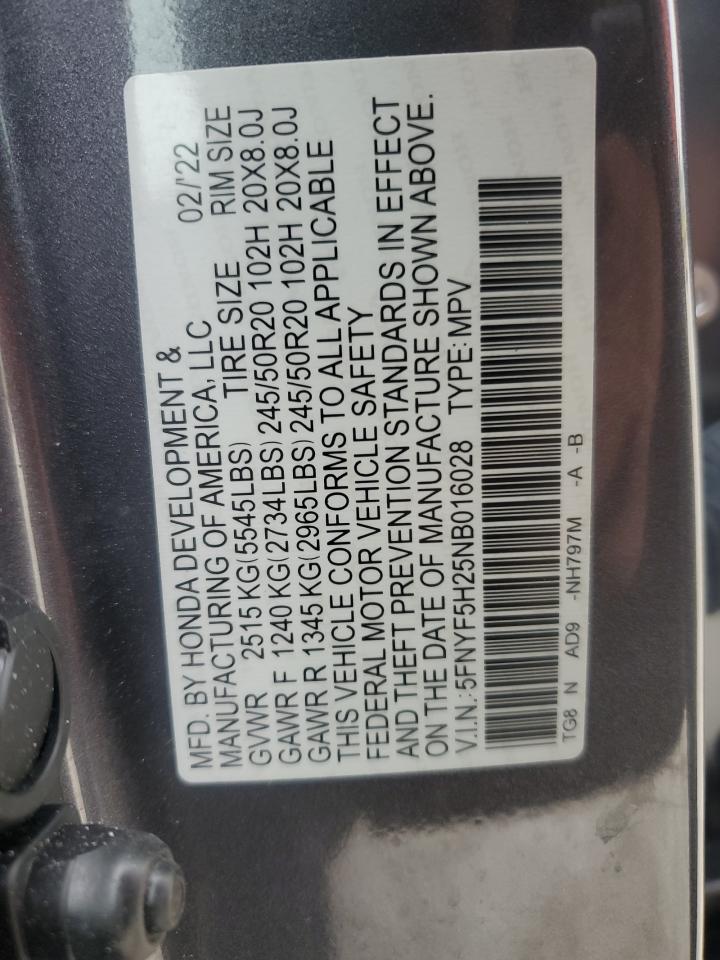 MFD. BY HONDA DEVELOPMENT & 02/'22
MANUFACTURING OF AMERICA, LLC
GVWR 2515 KG(5545LBS) TIRE SIZE RIM SIZE
GAWR F 1240 KG(2734LBS) 245/50R20 102H 20X8.0J
GAWR R 1345 KG(2965LBS) 245/50R20 102H 20X8.0J
THIS VEHICLE CONFORMS TO ALL APPLICABLE
FEDERAL MOTOR VEHICLE SAFETY
AND THEFT PREVENTION STANDARDS IN EFFECT
ON THE DATE OF MANUFACTURE SHOWN ABOVE.
V.I.N.: 5FNYF5H25NB016028 TYPE: MPV
TG8 N AD9 -NH797M -A -B